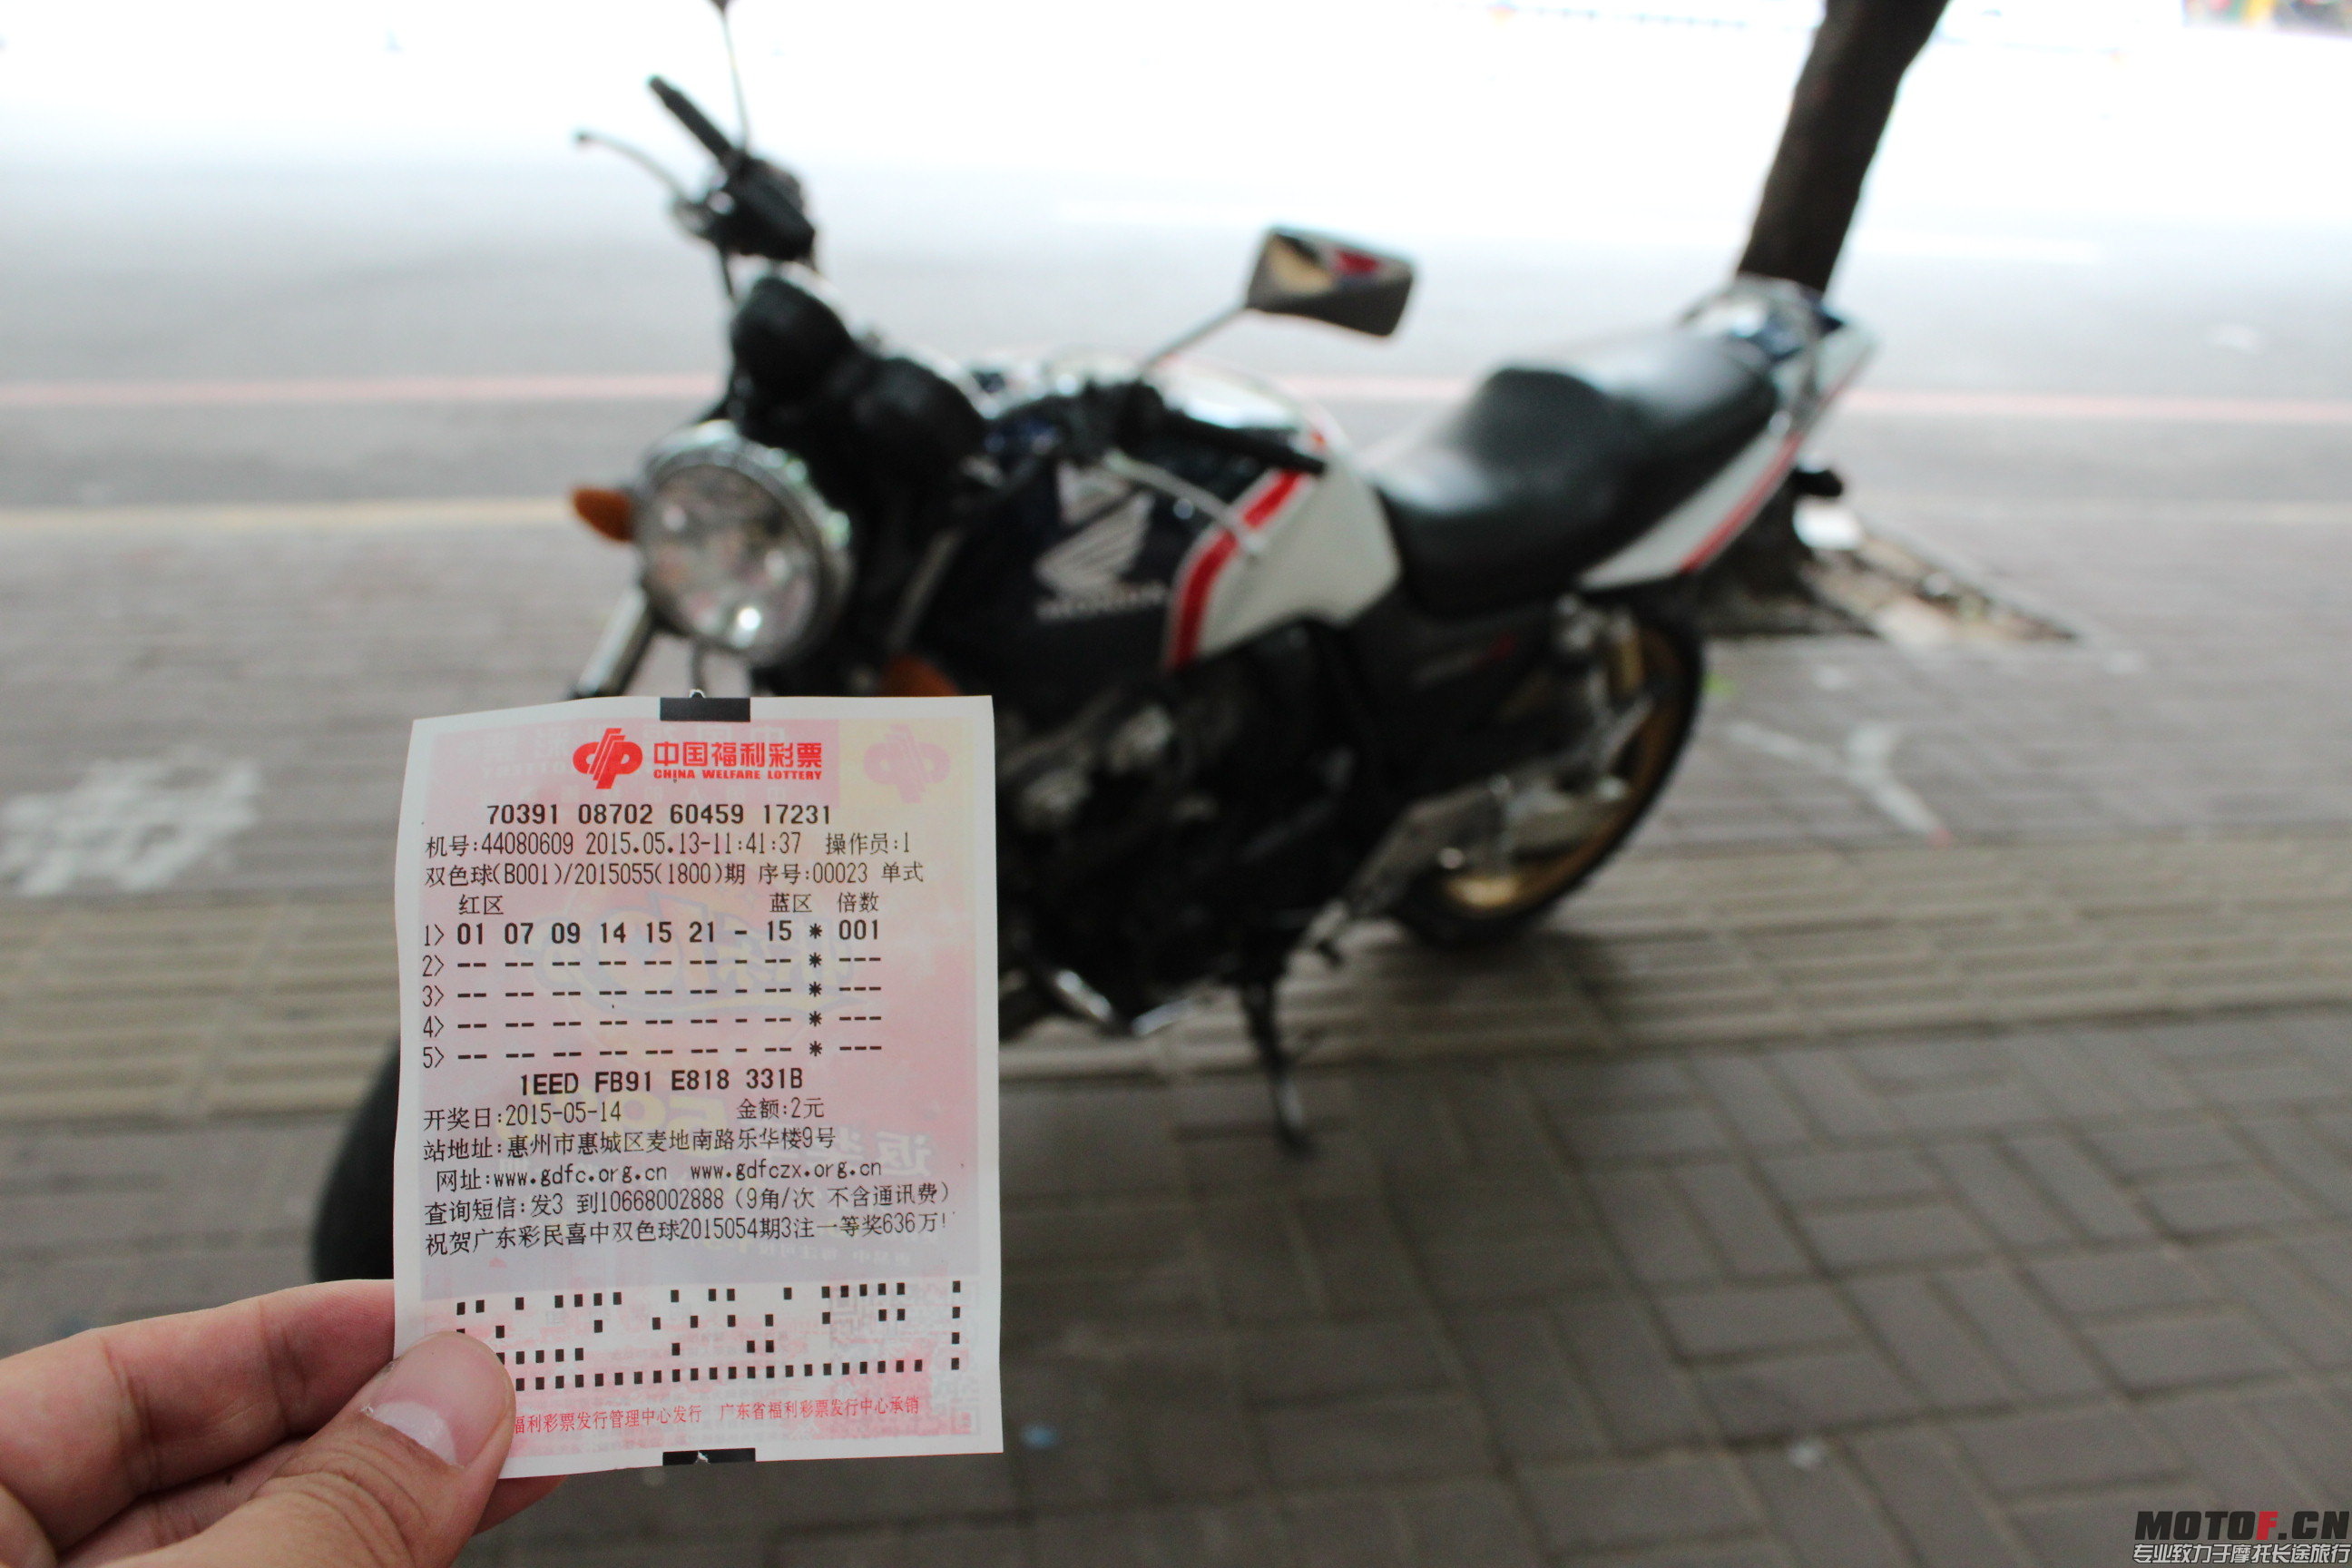 中国福利彩票
CHINA WELFARE LOTTERY
70391 08702 60459 17231
机号:44080609 2015.05.13-11:41:37 操作员:1
双色球(B001)/2015055(1800)期 序号:00023 单式
红区 蓝区 倍数
1> 01 07 09 14 15 21 - 15 * 001
2> -- -- -- -- -- -- - -- * ---
3> -- -- -- -- -- -- - -- * ---
4> -- -- -- -- -- -- - -- * ---
5> -- -- -- -- -- -- - -- * ---
1EED FB91 E818 331B
开奖日:2015-05-14 金额:2元
站地址:惠州市惠城区麦地南路乐华楼9号
网址:www.gdfc.org.cn www.gdfczx.org.cn
查询短信:发3 到10668002888(9角/次 不含通讯费)
祝贺广东彩民喜中双色球2015054期3注一等奖636万!
福利彩票发行管理中心发行 广东省福利彩票发行中心承销
HONDA
MOTOF.CN
专业致力于摩托长途旅行